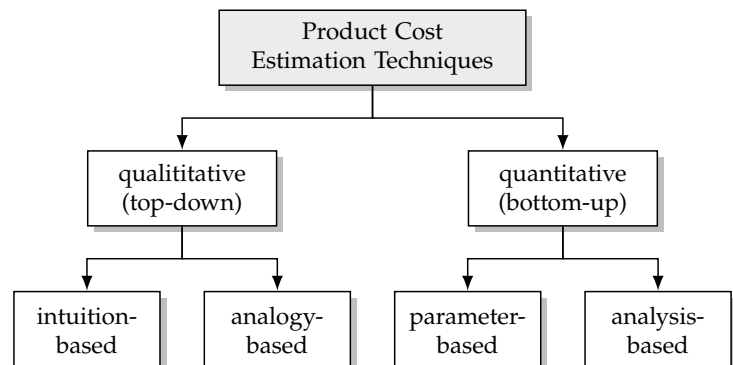 Product Cost
Estimation Techniques
qualititative
(top-down)
quantitative
(bottom-up)
intuition-
based
analogy-
based
parameter-
based
analysis-
based